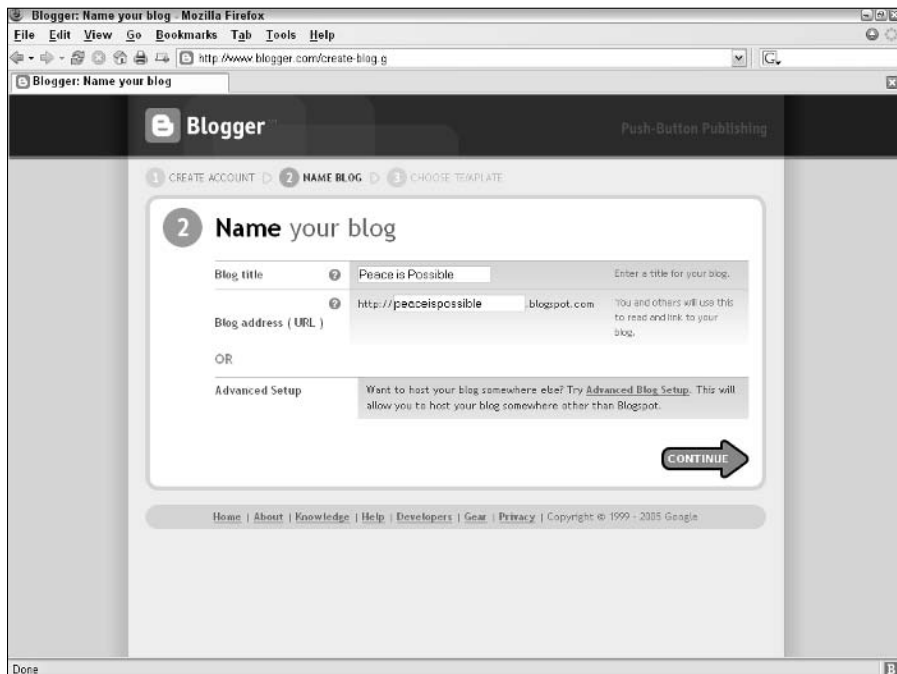 Blogger: Name your blog - Mozilla Firefox
File Edit View Go Bookmarks Tab Tools Help
http://www.blogger.com/create-blog.g
G
Blogger: Name your blog
Blogger
Push-Button Publishing
1 CREATE ACCOUNT 2 NAME BLOG 3 CHOOSE TEMPLATE
2 Name your blog
Blog title ? Peace is Possible Enter a title for your blog.
Blog address ( URL ) ? http://peaceispossible .blogspot.com You and others will use this
to read and link to your
blog.
OR
Advanced Setup Want to host your blog somewhere else? Try Advanced Blog Setup. This will
allow you to host your blog somewhere other than Blogspot.
CONTINUE
Home | About | Knowledge | Help | Developers | Gear | Privacy | Copyright © 1999 - 2005 Google
Done